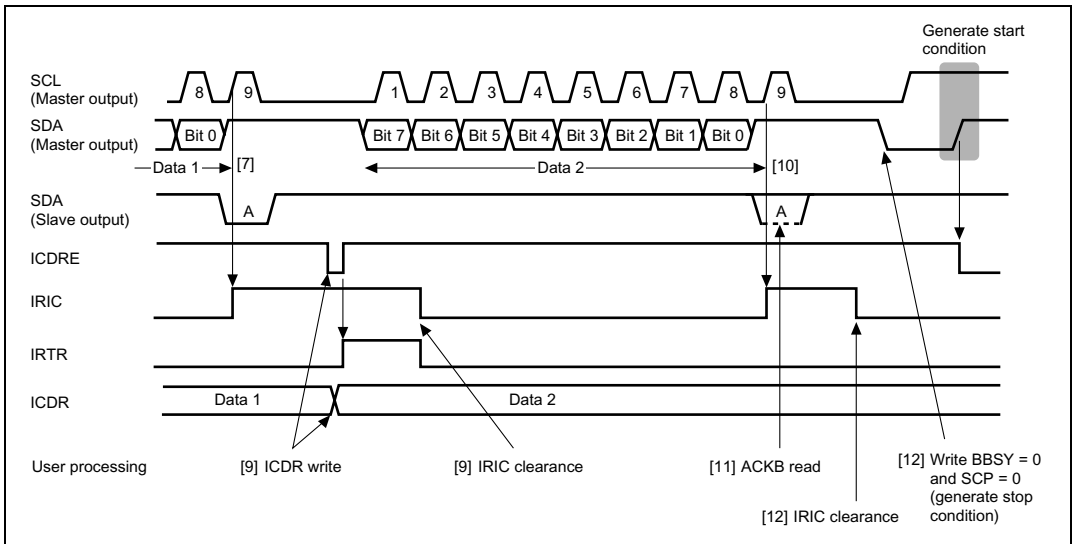 Generate start
condition
SCL
(Master output)
8 9 1 2 3 4 5 6 7 8 9
SDA
(Master output)
Bit 0 Bit 7 Bit 6 Bit 5 Bit 4 Bit 3 Bit 2 Bit 1 Bit 0
Data 1 [7] Data 2 [10]
SDA
(Slave output)
A A
ICDRE
IRIC
IRTR
ICDR Data 1 Data 2
User processing [9] ICDR write [9] IRIC clearance [11] ACKB read [12] Write BBSY = 0
and SCP = 0
(generate stop
condition)
[12] IRIC clearance